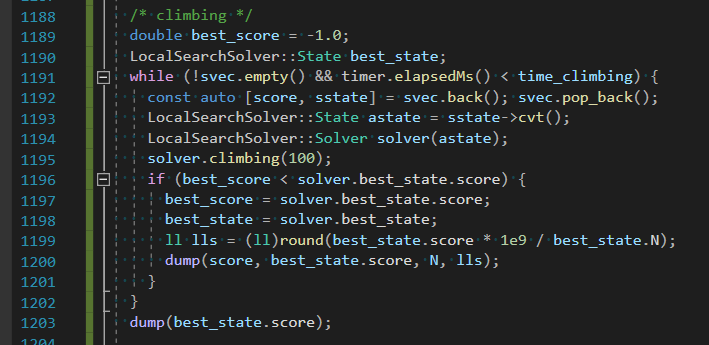 1188 /* climbing */
1189 double best_score = -1.0;
1190 LocalSearchSolver::State best_state;
1191 while (!svec.empty() && timer.elapsedMs() < time_climbing) {
1192 const auto [score, sstate] = svec.back(); svec.pop_back();
1193 LocalSearchSolver::State astate = sstate->cvt();
1194 LocalSearchSolver::Solver solver(astate);
1195 solver.climbing(100);
1196 if (best_score < solver.best_state.score) {
1197 best_score = solver.best_state.score;
1198 best_state = solver.best_state;
1199 ll lls = (ll)round(best_state.score * 1e9 / best_state.N);
1200 dump(score, best_state.score, N, lls);
1201 }
1202 }
1203 dump(best_state.score);